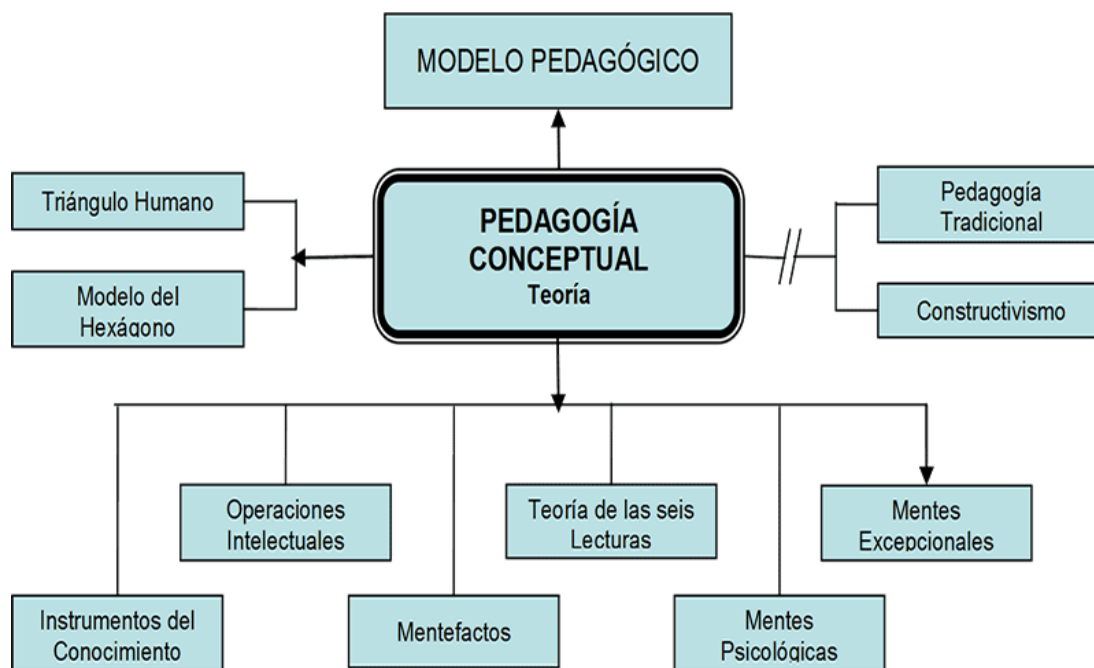 MODELO PEDAGÓGICO
Triángulo Humano
Modelo del
Hexágono
PEDAGOGÍA
CONCEPTUAL
Teoría
Pedagogía
Tradicional
Constructivismo
Operaciones
Intelectuales
Teoría de las seis
Lecturas
Mentes
Excepcionales
Instrumentos del
Conocimiento
Mentefactos
Mentes
Psicológicas